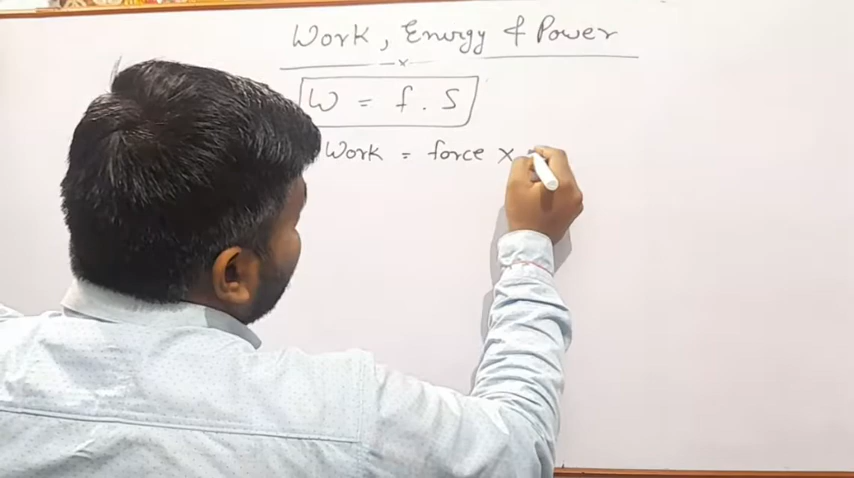 Work, Energy & Power
W = f . S
Work = force ×